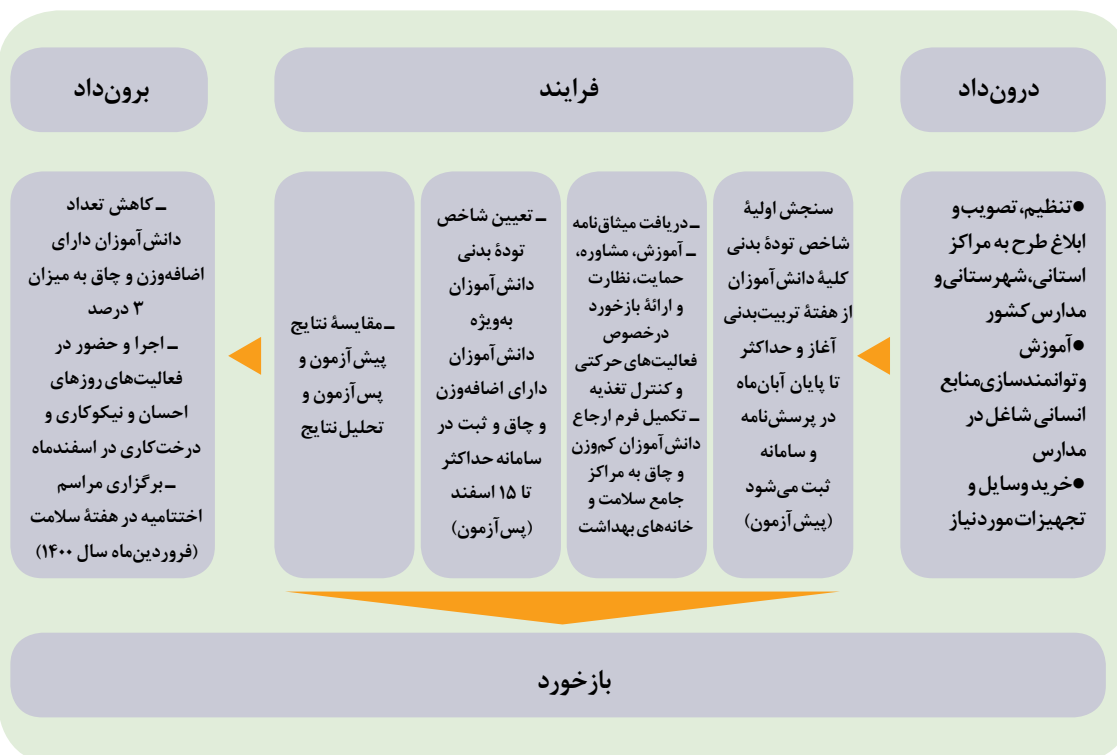 درون‌داد
فرایند
برون‌داد
●تنظیم، تصویب و
ابلاغ طرح به مراکز
استانی، شهرستانی و
مدارس کشور
●آموزش
و توانمندسازی منابع
انسانی شاغل در
مدارس
●خرید وسایل و
تجهیزات مورد نیاز
سنجش اولیهٔ
شاخص تودهٔ بدنی
کلیهٔ دانش‌آموزان
از هفتهٔ تربیت‌بدنی
آغاز و حداکثر
تا پایان آبان‌ماه
در پرسش‌نامه
و سامانه
ثبت می‌شود
(پیش‌آزمون)
ـ دریافت میثاق‌نامه
ـ آموزش، مشاوره،
حمایت، نظارت
و ارائهٔ بازخورد
درخصوص
فعالیت‌های حرکتی
و کنترل تغذیه
ـ تکمیل فرم ارجاع
دانش‌آموزان کم‌وزن
و چاق به مراکز
جامع سلامت و
خانه‌های بهداشت
ـ تعیین شاخص
تودهٔ بدنی
دانش‌آموزان
به‌ویژه
دانش‌آموزان
دارای اضافه‌وزن
و چاق و ثبت در
سامانه حداکثر
تا ۱۵ اسفند
(پس‌آزمون)
ـ مقایسهٔ نتایج
پیش‌آزمون و
پس‌آزمون و
تحلیل نتایج
ـ کاهش تعداد
دانش‌آموزان دارای
اضافه‌وزن و چاق به میزان
۳ درصد
ـ اجرا و حضور در
فعالیت‌های روزهای
احسان و نیکوکاری و
درخت‌کاری در اسفندماه
ـ برگزاری مراسم
اختتامیه در هفتهٔ سلامت
(فروردین‌ماه سال ۱۴۰۰)
بازخورد